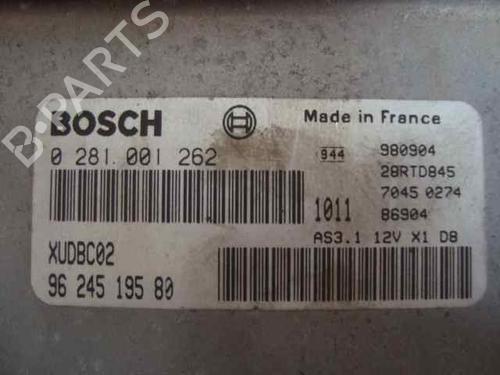 BOSCH
Made in France
0 281 001 262
944 980904
28RTD845
7045 0274
1011 86904
AS3.1 12V X1 D8
XUDBC02
96 245 195 80
B-PARTS